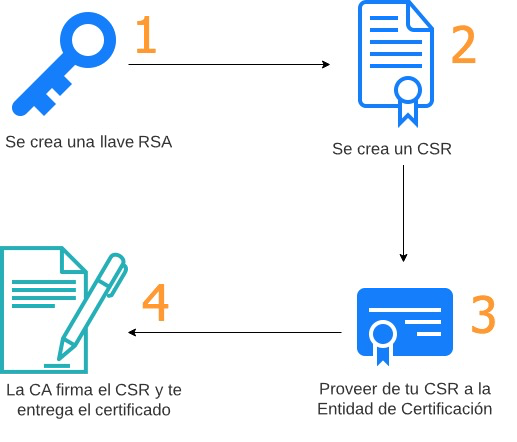 1
Se crea una llave RSA
2
Se crea un CSR
3
Proveer de tu CSR a la
Entidad de Certificación
4
La CA firma el CSR y te
entrega el certificado